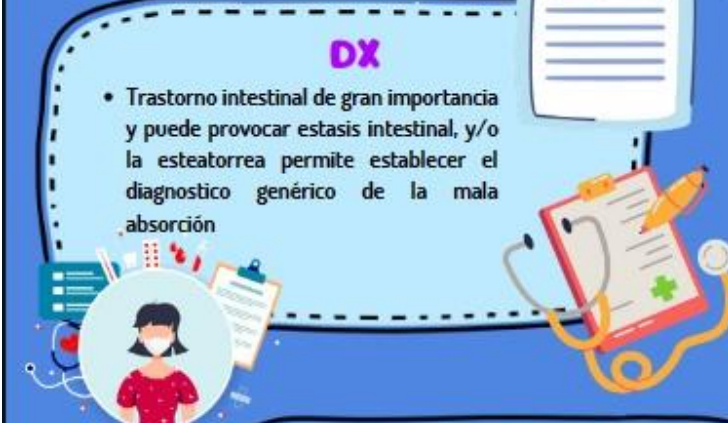 DX
• Trastorno intestinal de gran importancia
y puede provocar estasis intestinal, y/o
la esteatorrea permite establecer el
diagnostico genérico de la mala
absorción